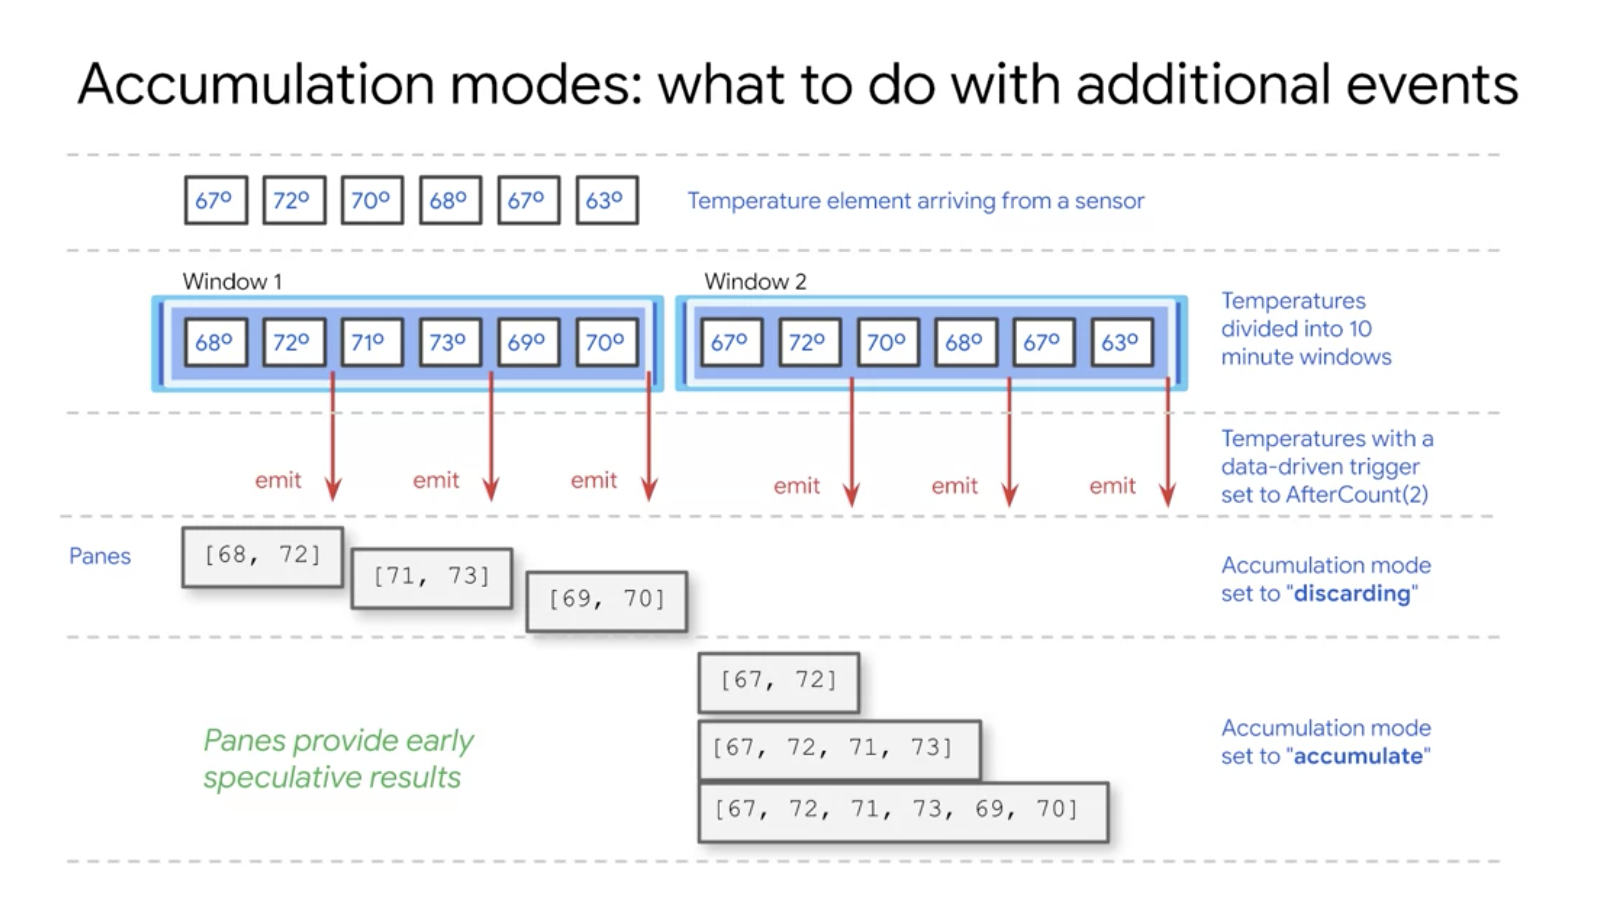 Accumulation modes: what to do with additional events
67º 72º 70º 68º 67º 63º
Temperature element arriving from a sensor
Window 1
68º 72º 71º 73º 69º 70º
Window 2
67º 72º 70º 68º 67º 63º
Temperatures
divided into 10
minute windows
emit emit emit emit emit emit
Temperatures with a
data-driven trigger
set to AfterCount(2)
Panes
[68, 72]
[71, 73]
[69, 70]
Accumulation mode
set to "discarding"
Panes provide early
speculative results
[67, 72]
[67, 72, 71, 73]
[67, 72, 71, 73, 69, 70]
Accumulation mode
set to "accumulate"